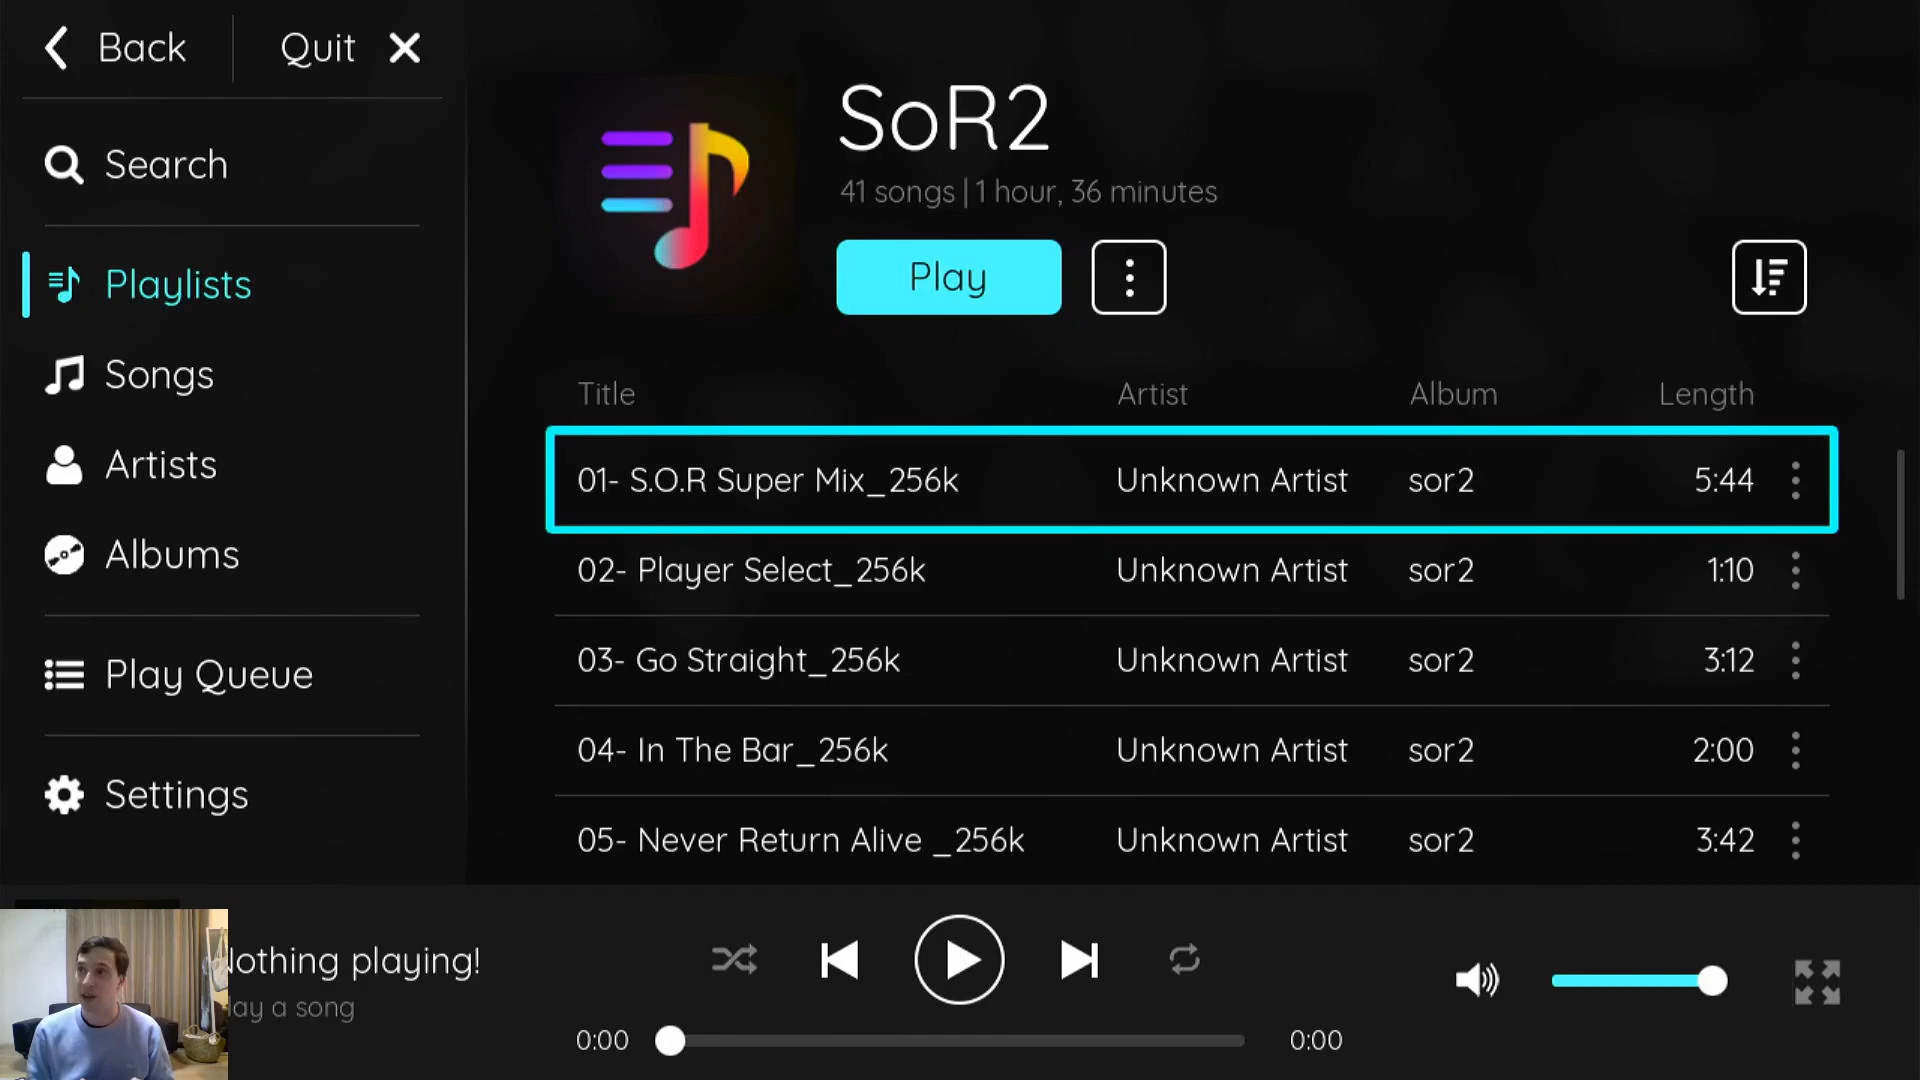 Back
Quit
Search
Playlists
Songs
Artists
Albums
Play Queue
Settings
SoR2
41 songs | 1 hour, 36 minutes
Play
Title Artist Album Length
01- S.O.R Super Mix_256k Unknown Artist sor2 5:44
02- Player Select_256k Unknown Artist sor2 1:10
03- Go Straight_256k Unknown Artist sor2 3:12
04- In The Bar_256k Unknown Artist sor2 2:00
05- Never Return Alive _256k Unknown Artist sor2 3:42
Nothing playing!
lay a song
0:00
0:00